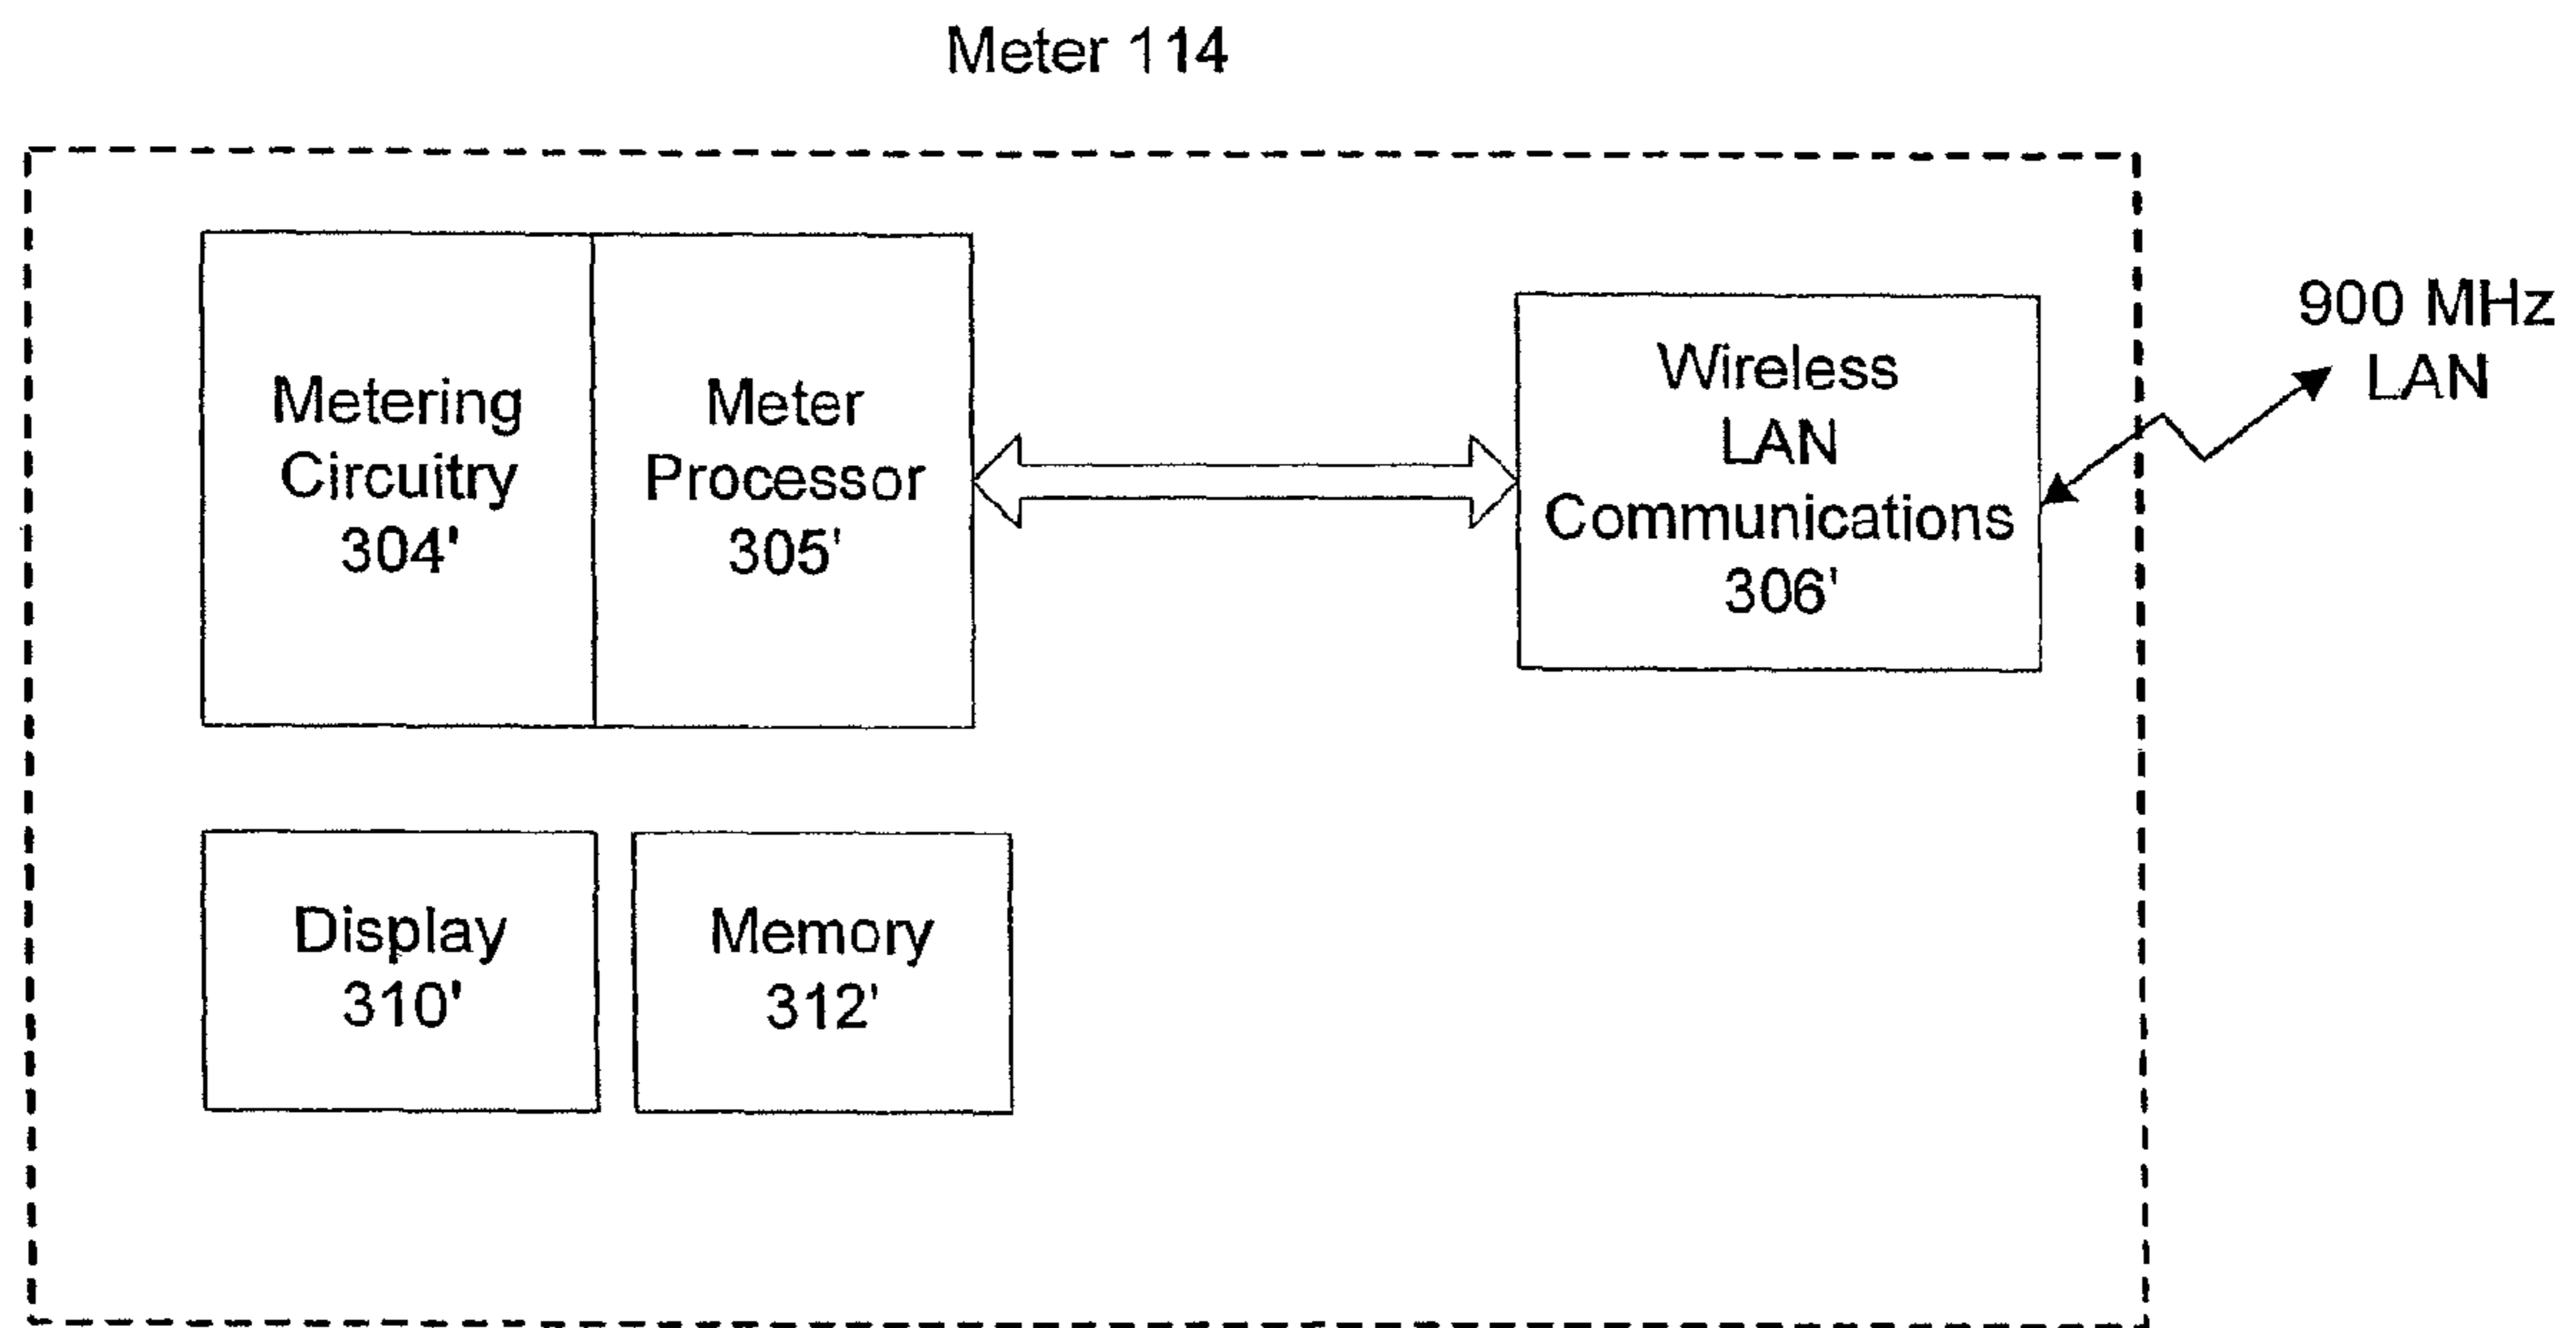 Meter 114
Metering
Circuitry
304'
Meter
Processor
305'
Wireless
LAN
Communications
306'
900 MHz
LAN
Display
310'
Memory
312'